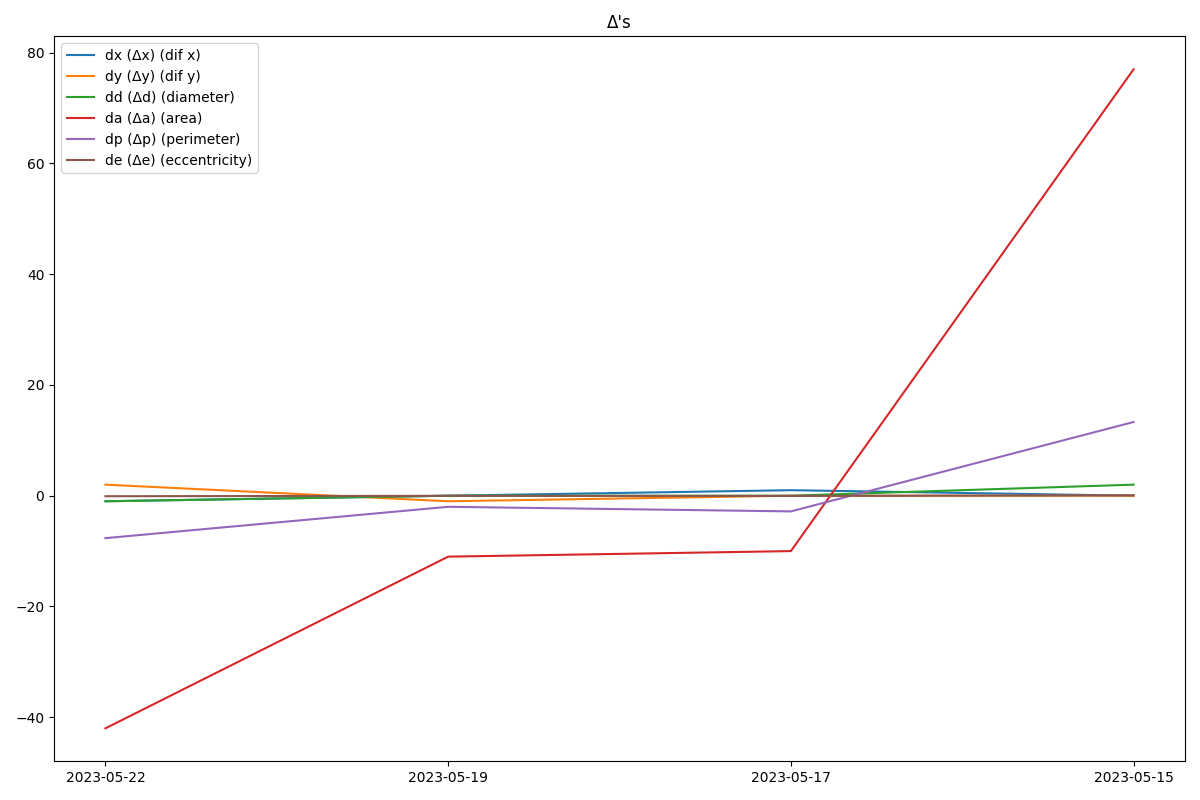 Δ's
dx (Δx) (dif x)
dy (Δy) (dif y)
dd (Δd) (diameter)
da (Δa) (area)
dp (Δp) (perimeter)
de (Δe) (eccentricity)
80
60
40
20
0
−20
−40
2023-05-22 2023-05-19 2023-05-17 2023-05-15